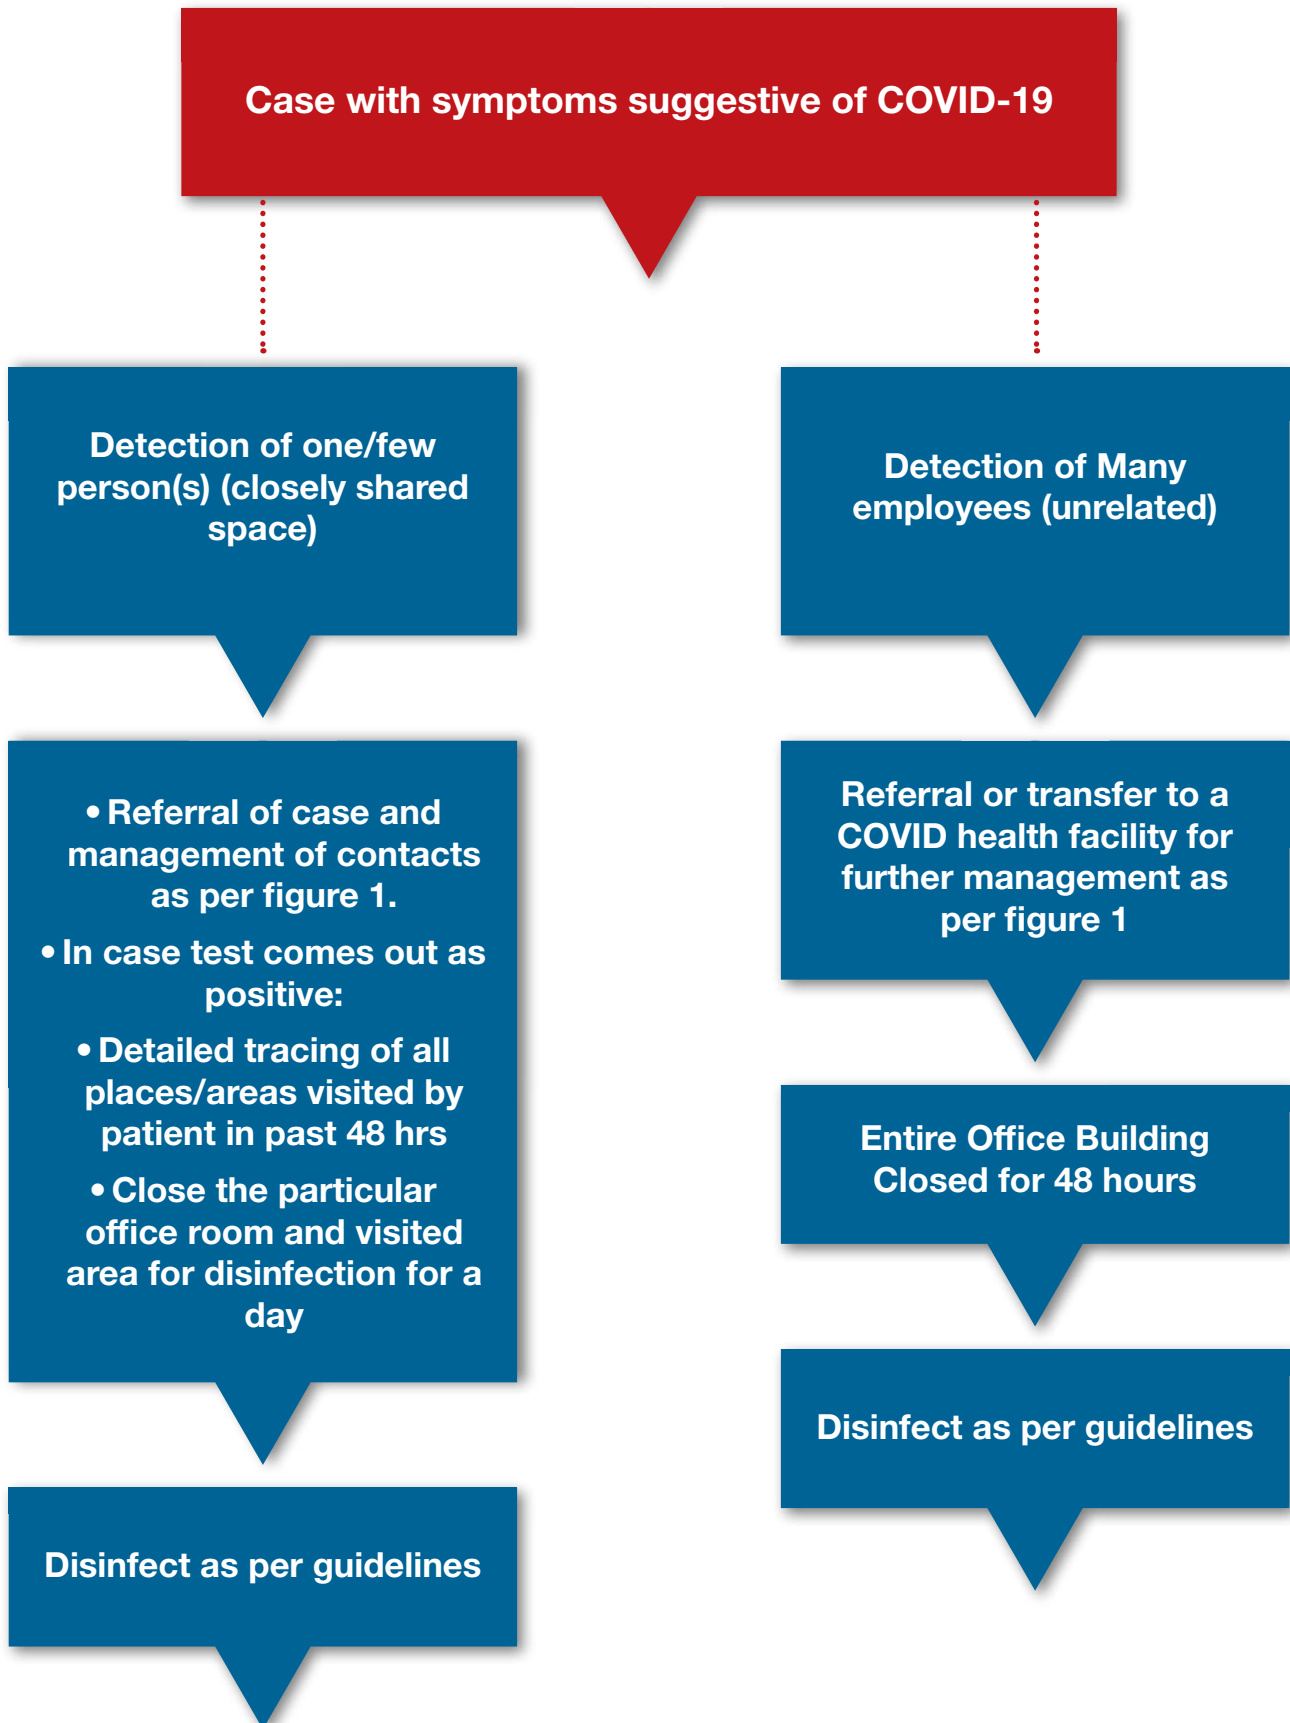 Case with symptoms suggestive of COVID-19
Detection of one/few
person(s) (closely shared
space)
• Referral of case and
management of contacts
as per figure 1.
• In case test comes out as
positive:
• Detailed tracing of all
places/areas visited by
patient in past 48 hrs
• Close the particular
office room and visited
area for disinfection for a
day
Disinfect as per guidelines
Detection of Many
employees (unrelated)
Referral or transfer to a
COVID health facility for
further management as
per figure 1
Entire Office Building
Closed for 48 hours
Disinfect as per guidelines